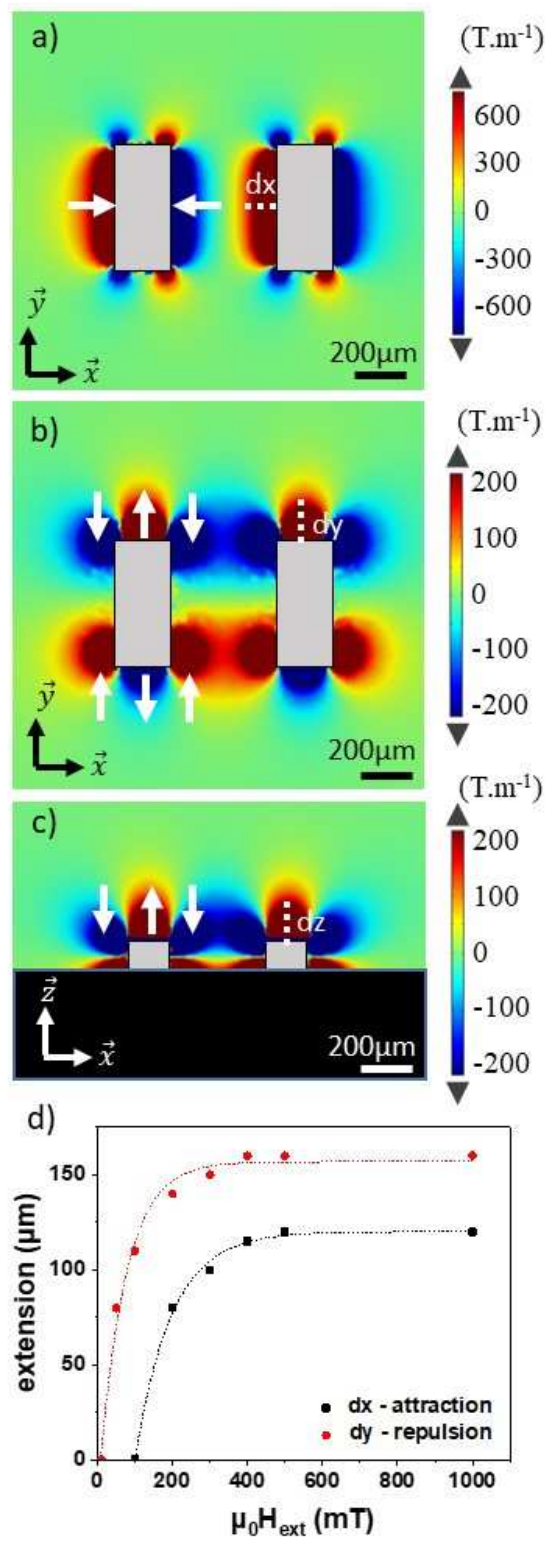 a)
(T.m⁻¹)
600
300
0
-300
-600
dx
y⃗
x⃗
200µm
b)
(T.m⁻¹)
200
100
0
-100
-200
dy
y⃗
x⃗
200µm
c)
(T.m⁻¹)
200
100
0
-100
-200
dz
z⃗
x⃗
200µm
d)
150
100
50
0
extension (µm)
dx - attraction
dy - repulsion
0 200 400 600 800 1000
µ₀Hₑₓₜ (mT)